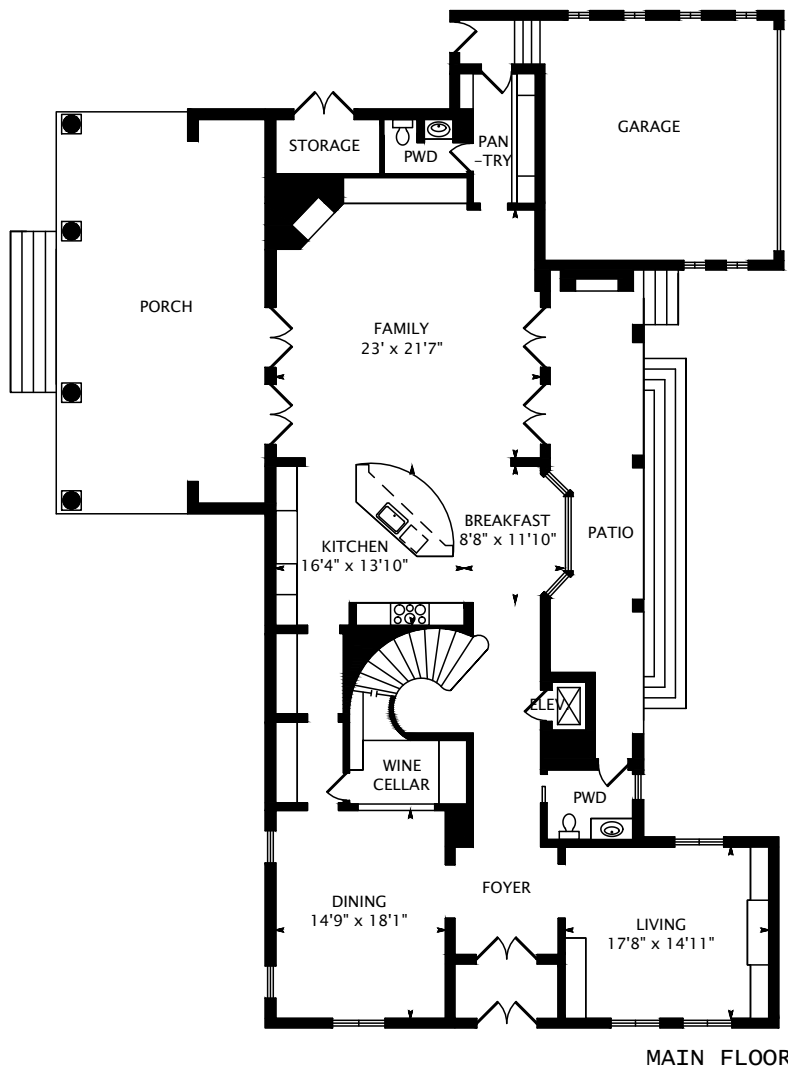 GARAGE
STORAGE
PWD
PAN
-TRY
PORCH
FAMILY
23' x 21'7"
BREAKFAST
8'8" x 11'10"
KITCHEN
16'4" x 13'10"
PATIO
ELEV.
WINE
CELLAR
PWD
FOYER
DINING
14'9" x 18'1"
LIVING
17'8" x 14'11"
MAIN FLOOR